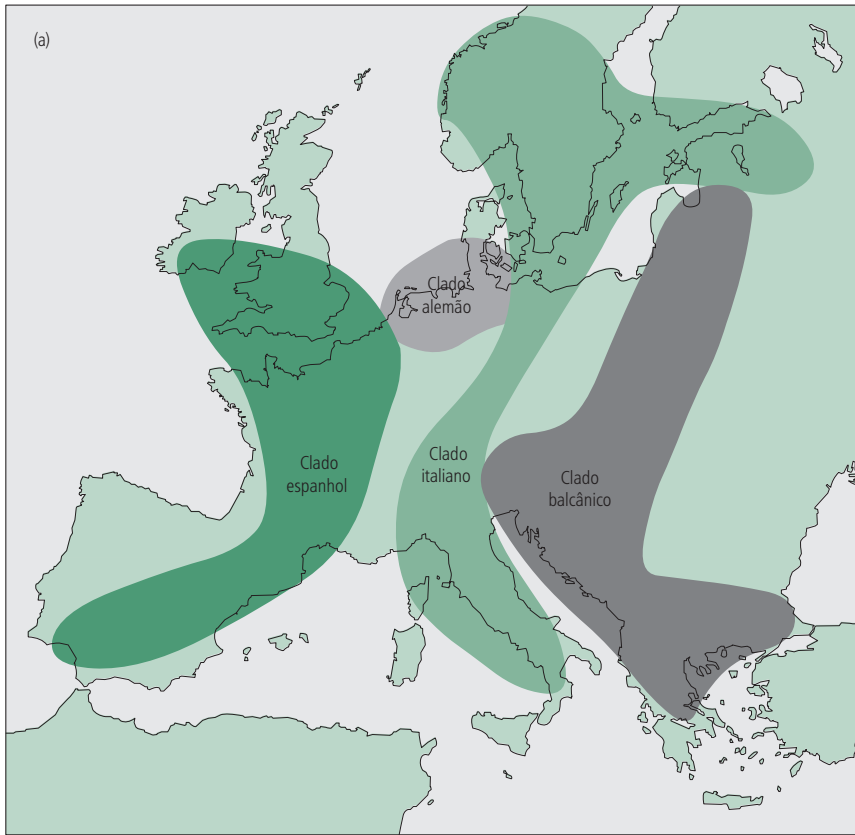 (a)
Clado
alemão
Clado
espanhol
Clado
italiano
Clado
balcânico